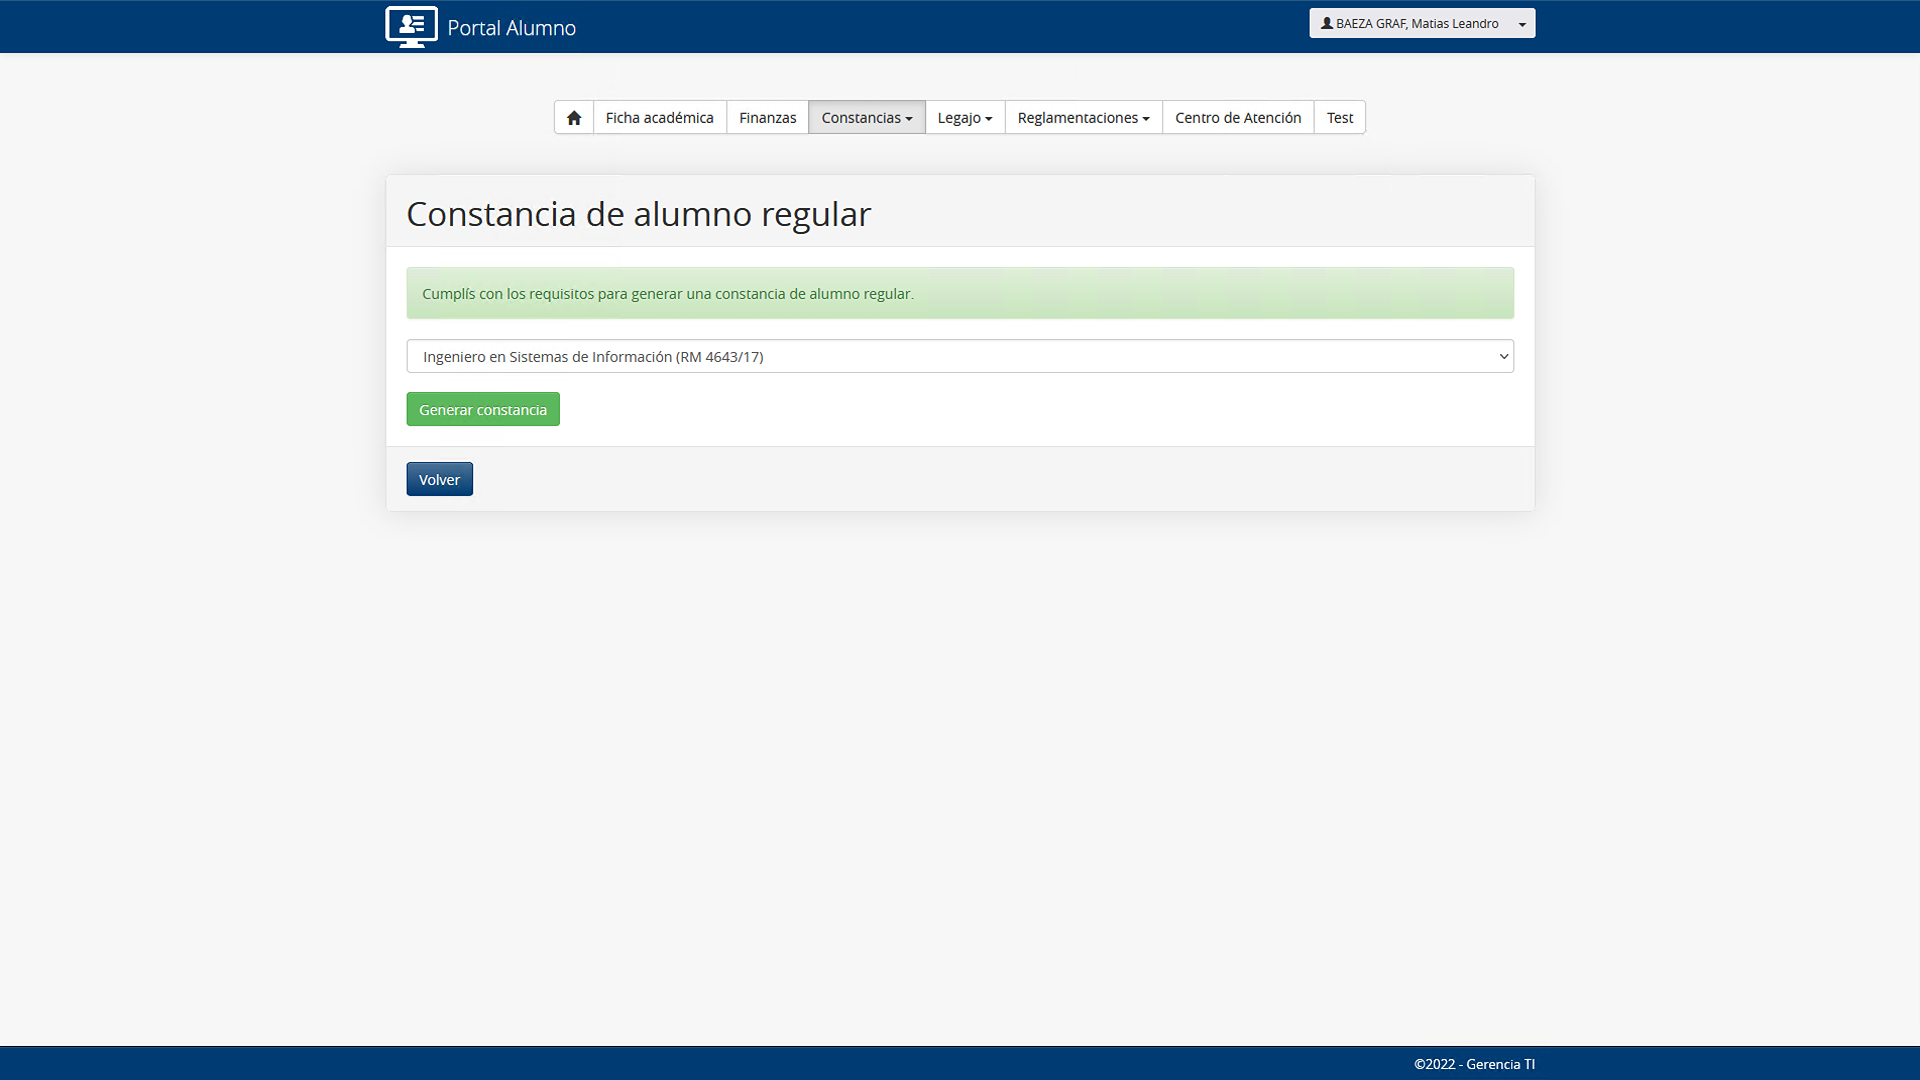 Portal Alumno
BAEZA GRAF, Matias Leandro
Ficha académica
Finanzas
Constancias
Legajo
Reglamentaciones
Centro de Atención
Test
Constancia de alumno regular
Cumplís con los requisitos para generar una constancia de alumno regular.
Ingeniero en Sistemas de Información (RM 4643/17)
Generar constancia
Volver
©2022 - Gerencia TI